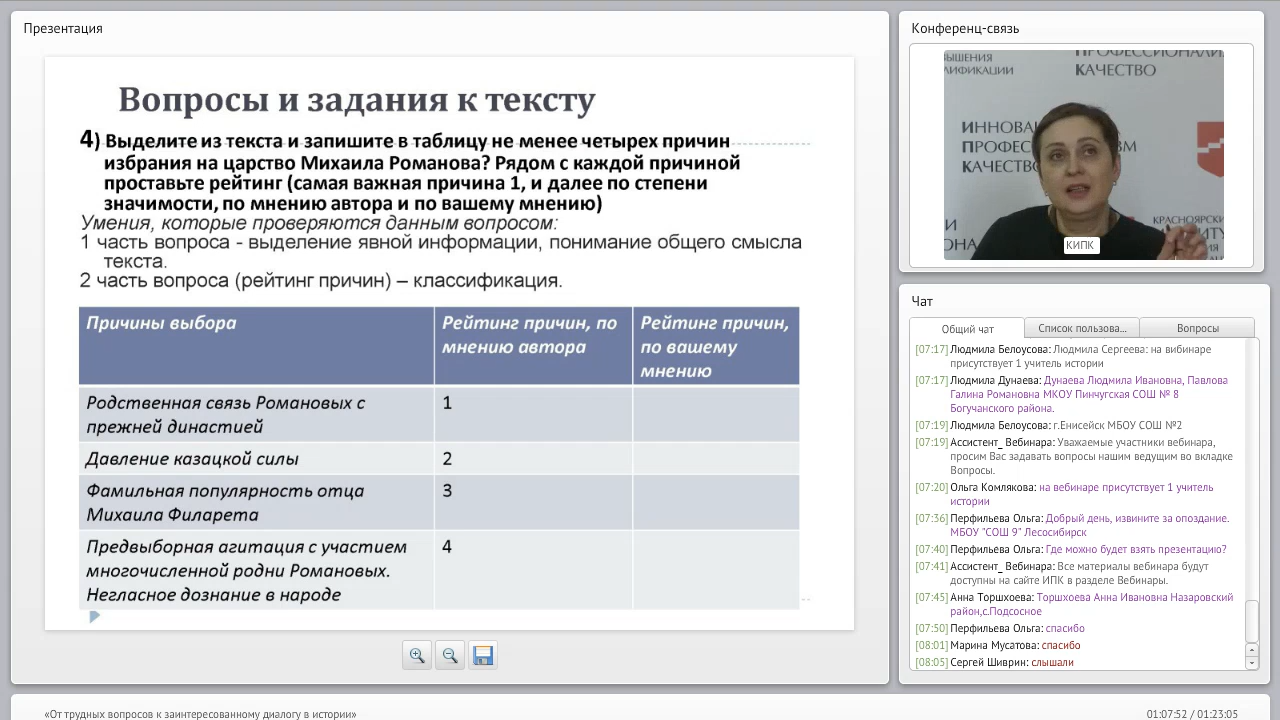 Презентация
Вопросы и задания к тексту
4) Выделите из текста и запишите в таблицу не менее четырех причин
избрания на царство Михаила Романова? Рядом с каждой причиной
проставьте рейтинг (самая важная причина 1, и далее по степени
значимости, по мнению автора и по вашему мнению)
Умения, которые проверяются данным вопросом:
1 часть вопроса - выделение явной информации, понимание общего смысла
текста.
2 часть вопроса (рейтинг причин) – классификация.
Причины выбора
Рейтинг причин, по
мнению автора
Рейтинг причин,
по вашему
мнению
Родственная связь Романовых с
прежней династией
1
Давление казацкой силы
2
Фамильная популярность отца
Михаила Филарета
3
Предвыборная агитация с участием
многочисленной родни Романовых.
Негласное дознание в народе
4
Конференц-связь
КАЧЕСТВО
КАЧЕСТВО
КИПК
Чат
Общий чат
Список пользова...
Вопросы
[07:17] Людмила Белоусова: Людмила Сергеева: на вибинаре
присутствует 1 учитель истории
[07:17] Людмила Дунаева: Дунаева Людмила Ивановна, Павлова
Галина Романовна МКОУ Пинчугская СОШ № 8
Богучанского района.
[07:19] Людмила Белоусова: г.Енисейск МБОУ СОШ №2
[07:19] Ассистент_ Вебинара: Уважаемые участники вебинара,
просим Вас задавать вопросы нашим ведущим во вкладке
Вопросы.
[07:20] Ольга Комлякова: на вебинаре присутствует 1 учитель
истории
[07:36] Перфильева Ольга: Добрый день, извините за опоздание.
МБОУ "СОШ 9" Лесосибирск
[07:40] Перфильева Ольга: Где можно будет взять презентацию?
[07:41] Ассистент_ Вебинара: Все материалы вебинара будут
доступны на сайте ИПК в разделе Вебинары.
[07:45] Анна Торшхоева: Торшхоева Анна Ивановна Назаровский
район,с.Подсосное
[07:50] Перфильева Ольга: спасибо
[08:01] Марина Мусатова: спасибо
[08:05] Сергей Шиврин: слышали
«От трудных вопросов к заинтересованному диалогу в истории»
01:07:52 / 01:23:05